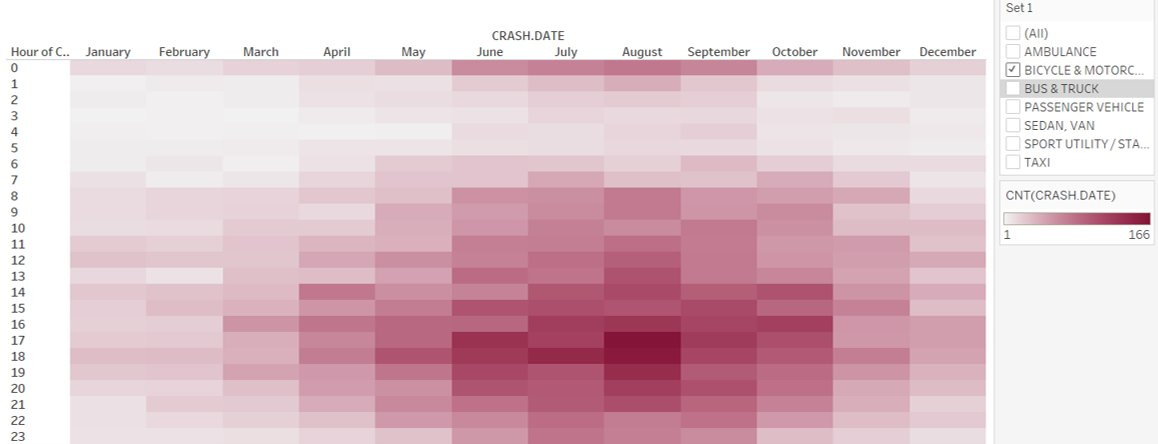 CRASH.DATE
Hour of C.. January February March April May June July August September October November December
0
1
2
3
4
5
6
7
8
9
10
11
12
13
14
15
16
17
18
19
20
21
22
23
Set 1
(All)
AMBULANCE
BICYCLE & MOTORC...
BUS & TRUCK
PASSENGER VEHICLE
SEDAN, VAN
SPORT UTILITY / STA...
TAXI
CNT(CRASH.DATE)
1 166